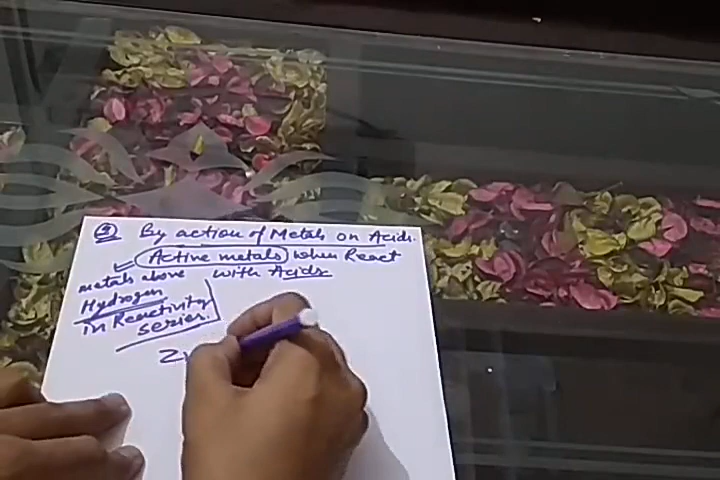 ③ By action of Metals on Acids.
Active metals when React
with Acids
metals above
Hydrogen
in Reactivity
series.
Zn